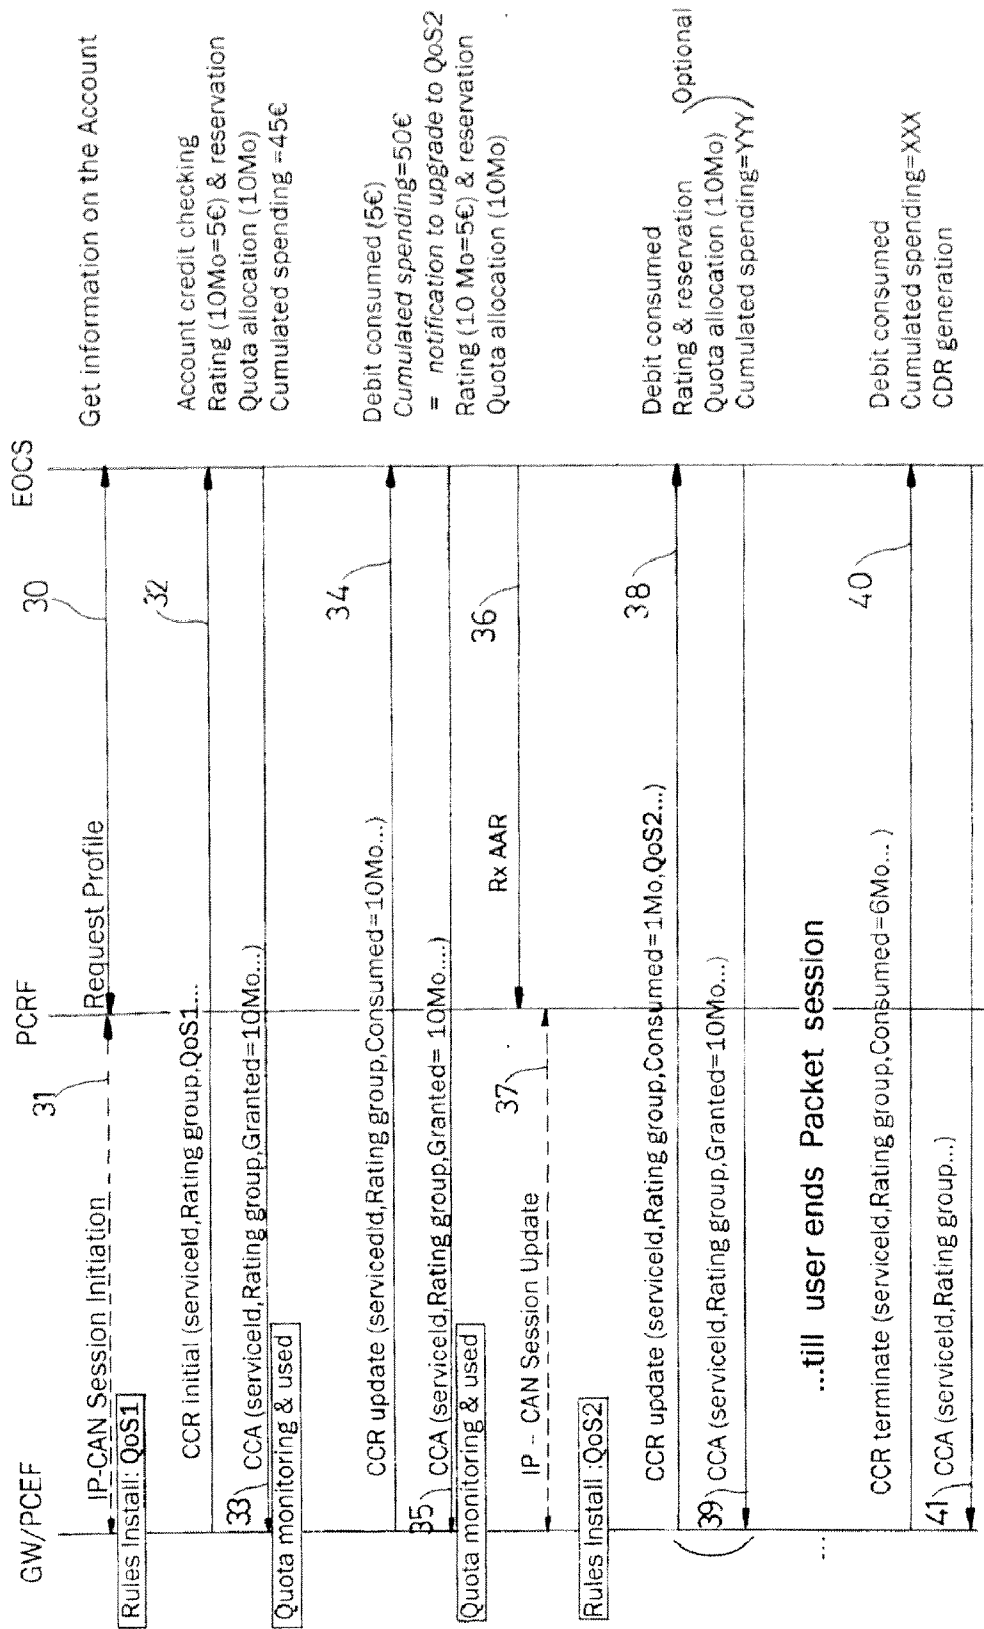 GW/PCEF
PCRF
EOCS
IP-CAN Session Initiation
31
Request Profile
30
Get information on the Account
Rules Install: QoS1
CCR initial (serviceId,Rating group,QoS1...
32
Account credit checking
Rating (10Mo=5€) & reservation
Quota allocation (10Mo)
Cumulated spending =45€
33
CCA (serviceId,Rating group,Granted=10Mo...)
Quota monitoring & used
CCR update (servicedId,Rating group,Consumed=10Mo...)
34
Debit consumed (5€)
Cumulated spending=50€
= notification to upgrade to QoS2
Rating (10 Mo=5€) & reservation
Quota allocation (10Mo)
35
CCA (serviceId,Rating group,Granted= 10Mo....)
Quota monitoring & used
Rx AAR
36
IP - CAN Session Update
37
Rules Install :QoS2
CCR update (serviceId,Rating group,Consumed=1Mo,QoS2...)
38
Debit consumed
Rating & reservation
Quota allocation (10Mo)
Cumulated spending=YYY
Optional
39
CCA (serviceId,Rating group,Granted=10Mo...)
...
...till user ends Packet session
CCR terminate (serviceId,Rating group,Consumed=6Mo...)
40
Debit consumed
Cumulated spending=XXX
CDR generation
41
CCA (serviceId,Rating group...)